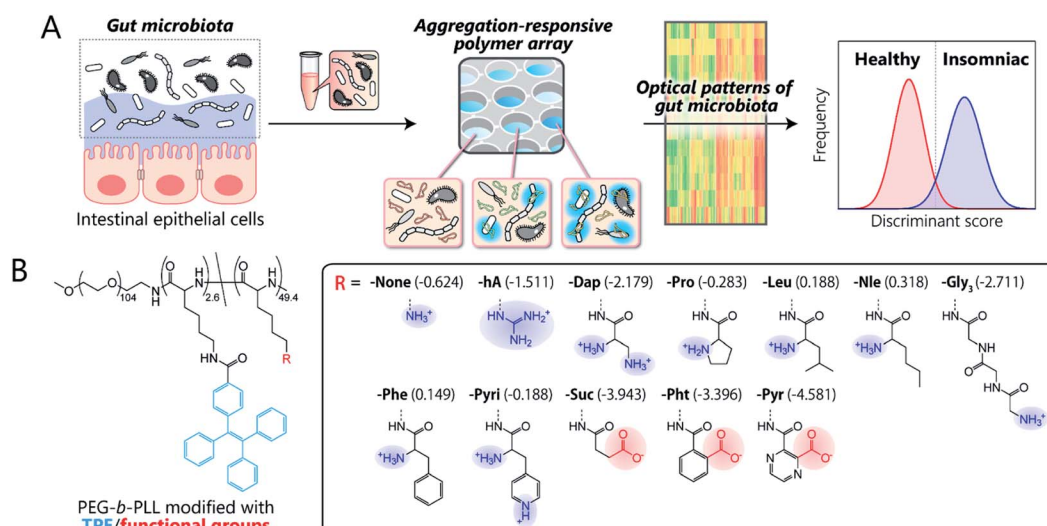 A
Gut microbiota
Intestinal epithelial cells
Aggregation-responsive
polymer array
Optical patterns of
gut microbiota
Healthy
Insomniac
Frequency
Discriminant score
B
O
H
N
104
N
H
2.6
O
H
N
49.4
HN
O
R
PEG-b-PLL modified with
TPE/functional groups
R =
-None (-0.624)
NH₃⁺
-hA (-1.511)
HN
NH₂⁺
NH₂
-Dap (-2.179)
HN
O
⁺H₃N
NH₃⁺
-Pro (-0.283)
HN
O
⁺H₂N
-Leu (0.188)
HN
O
⁺H₃N
-Nle (0.318)
HN
O
⁺H₃N
-Gly₃ (-2.711)
HN
O
NH
O
HN
O
NH₃⁺
-Phe (0.149)
HN
O
⁺H₃N
-Pyri (-0.188)
HN
O
⁺H₃N
N
H
+
-Suc (-3.943)
HN
O
O
O⁻
-Pht (-3.396)
HN
O
O
O⁻
-Pyr (-4.581)
HN
O
O
O⁻
N
N